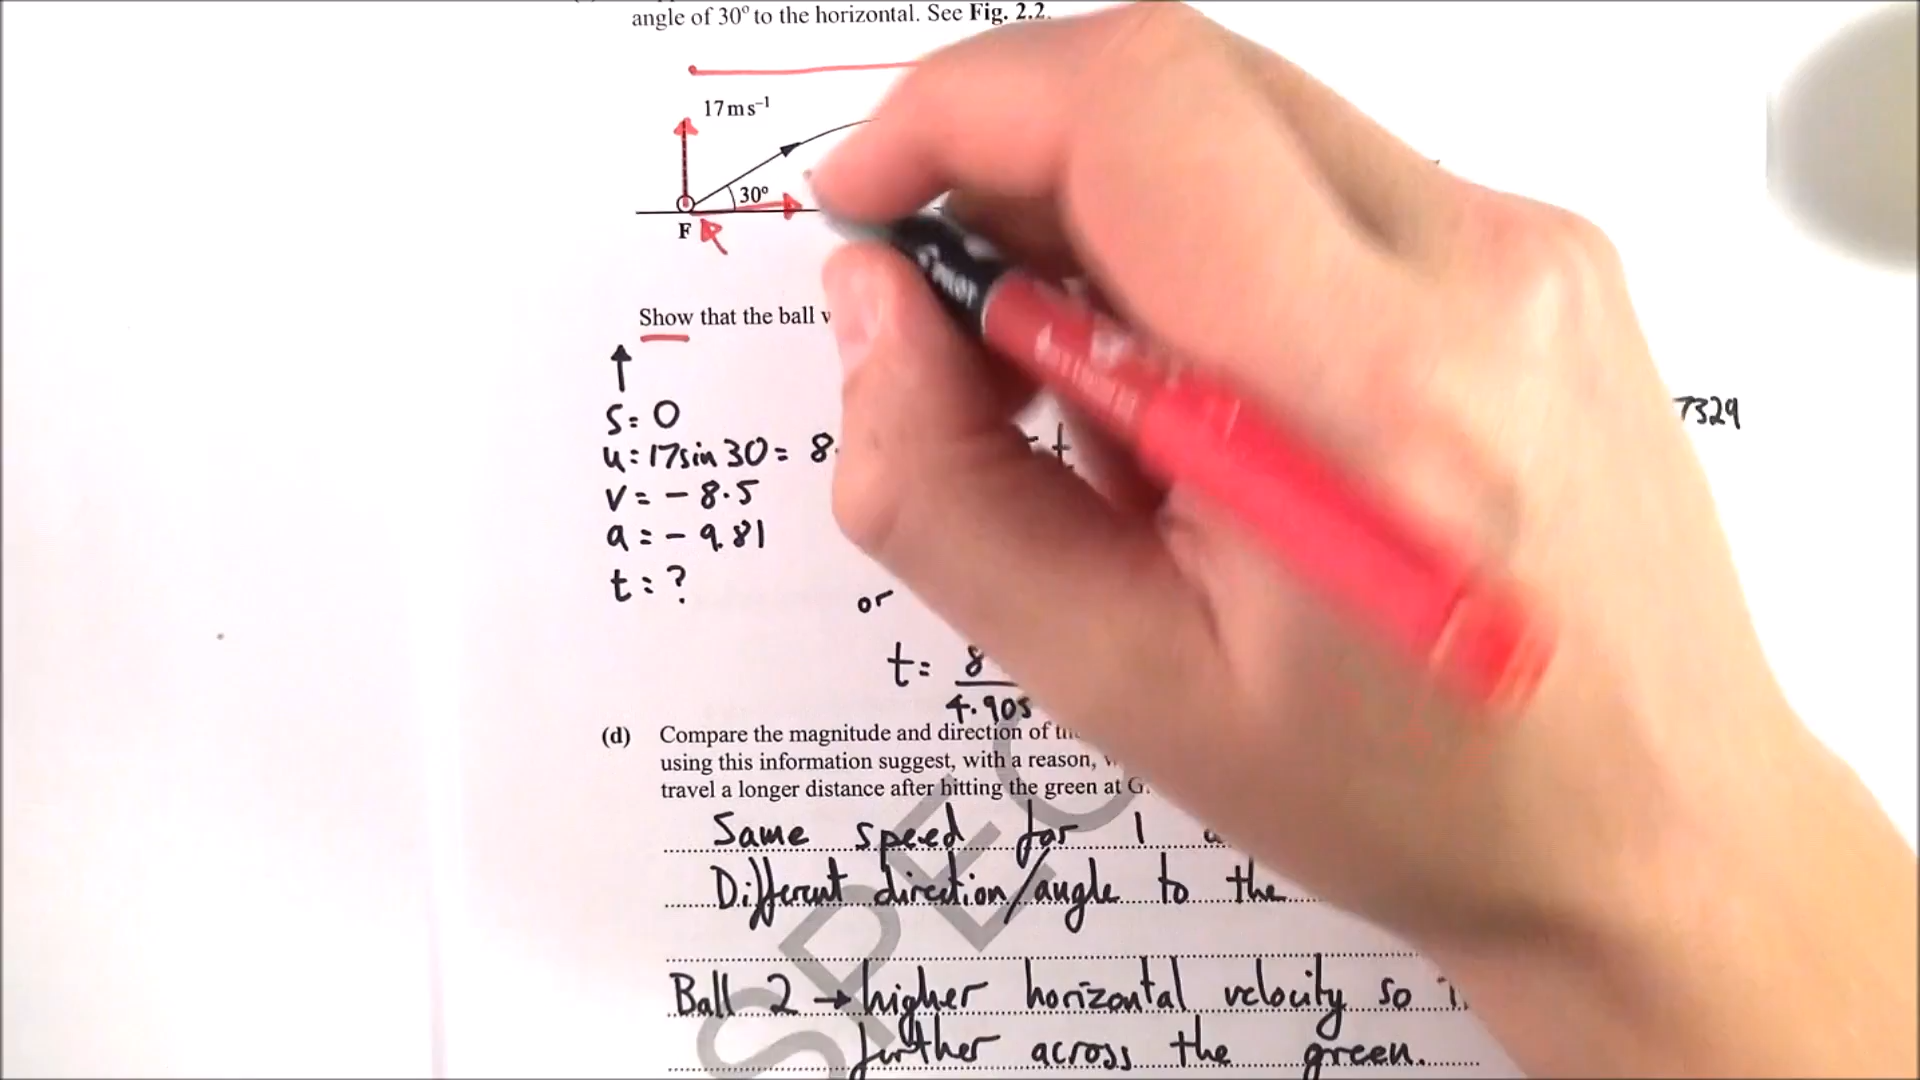 angle of 30° to the horizontal. See Fig. 2.2.
17 m s⁻¹
30°
F
Show that the ball
↑
S = 0
7329
u = 17sin 30 = 8.
t
v = - 8.5
a = - 9.81
t = ?
or
t = 8
4.905
(d) Compare the magnitude and direction of
using this information suggest, with a reason,
travel a longer distance after hitting the green at G.
Same speed for 1
Different direction/angle to the
Ball 2 → higher horizontal velocity so
further across the green.
SPEC